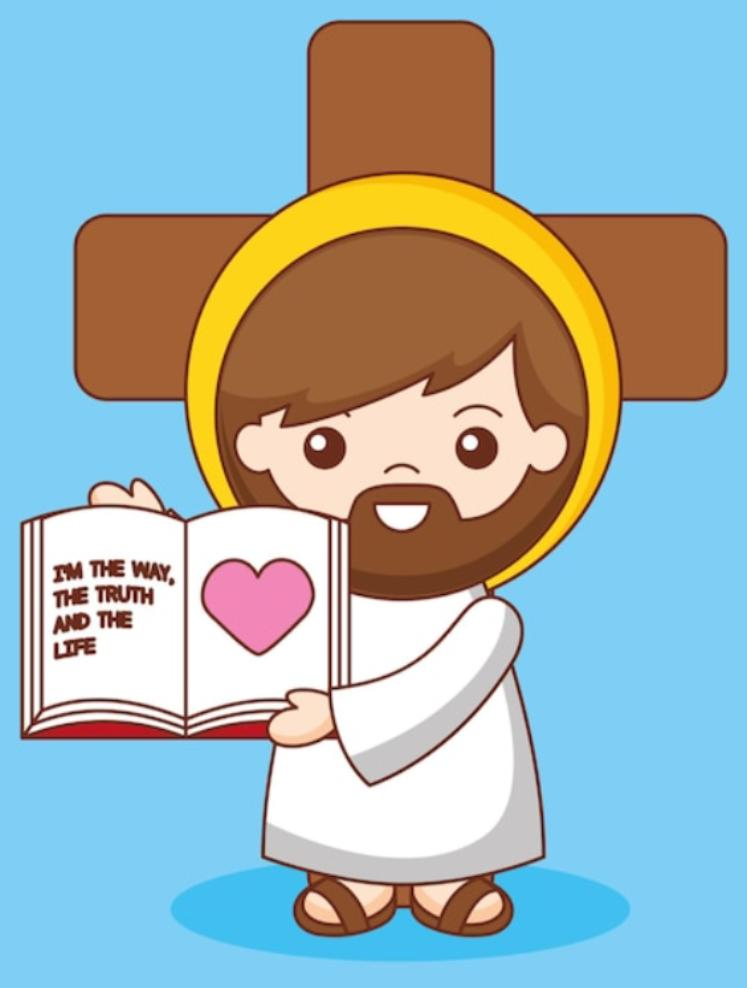 I'M THE WAY,
THE TRUTH
AND THE
LIFE